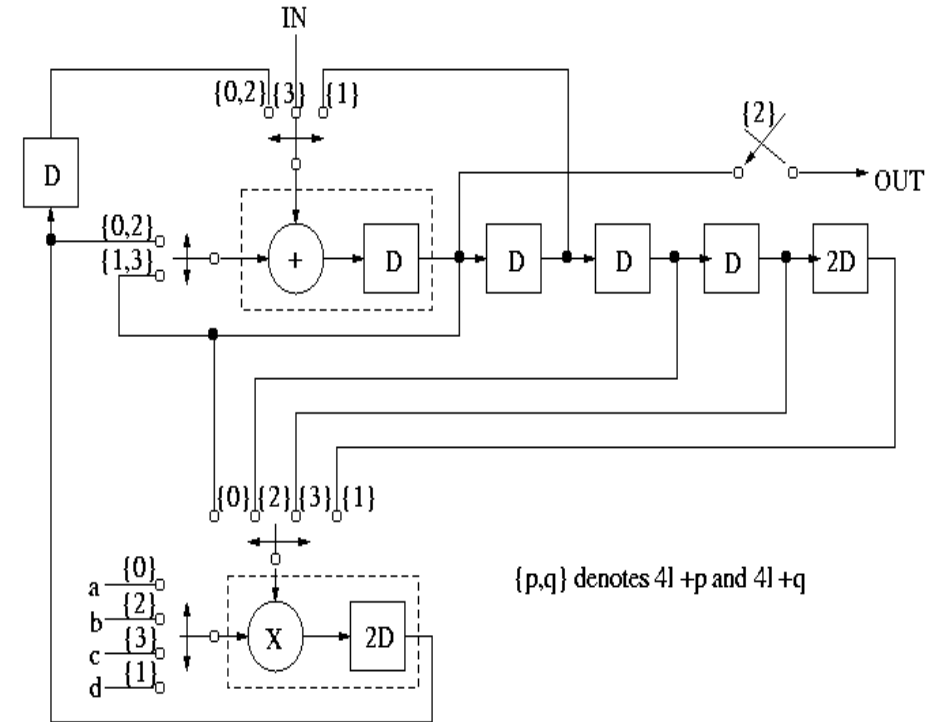 IN
{0,2} {3} {1}
{2}
D
OUT
{0,2}
{1,3}
+ D D D D 2D
{0} {2} {3} {1}
{p,q} denotes 4l+p and 4l+q
a {0}
b {2}
c {3}
d {1}
X 2D